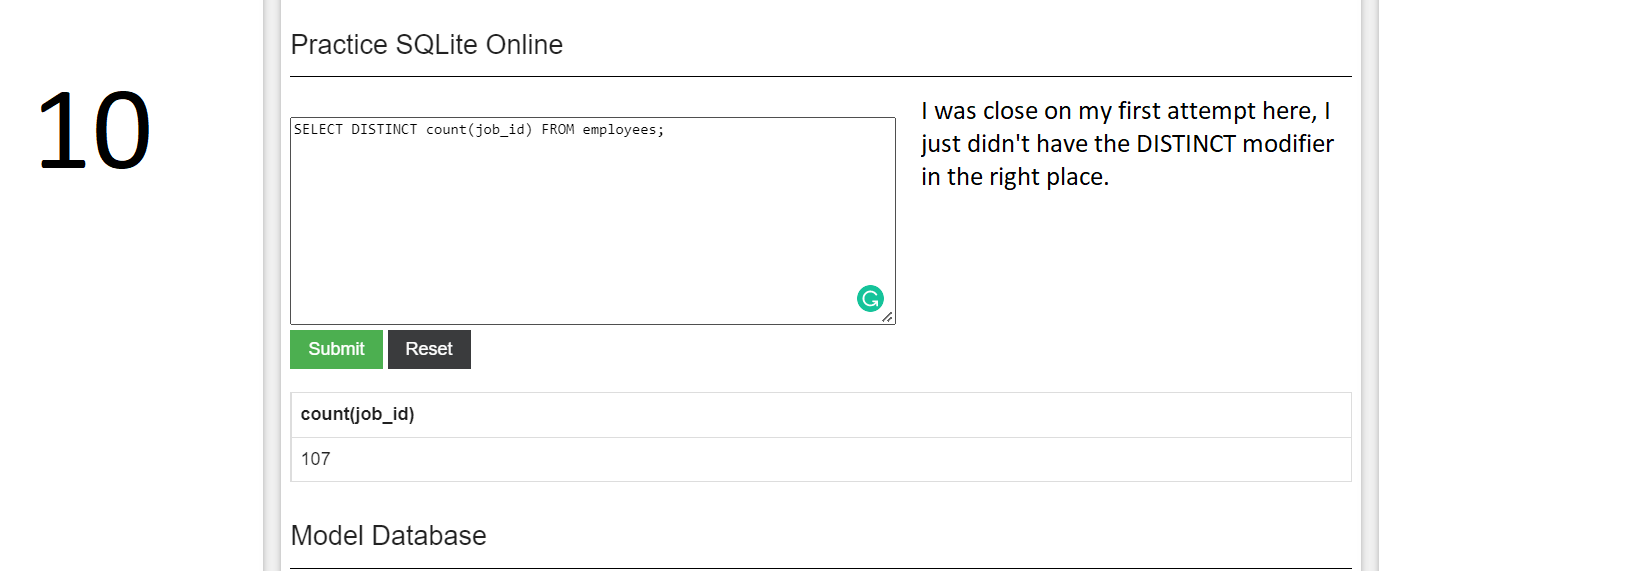 10
Practice SQLite Online
SELECT DISTINCT count(job_id) FROM employees;
I was close on my first attempt here, I
just didn't have the DISTINCT modifier
in the right place.
G
Submit Reset
count(job_id)
107
Model Database